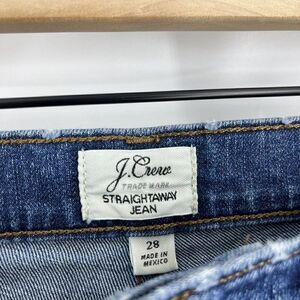 J.Crew
TRADE MARK
STRAIGHTAWAY
JEAN
28
MADE IN
MEXICO